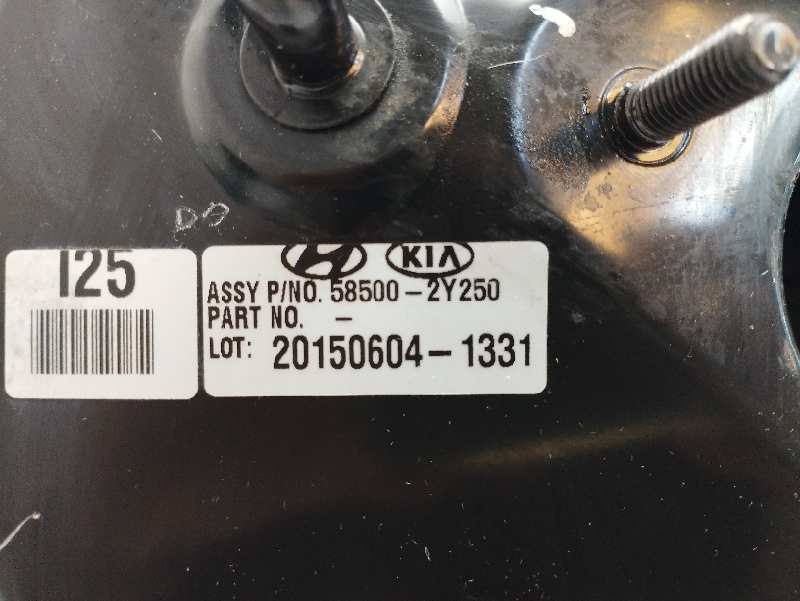 I25
KIA
ASSY P/NO. 58500-2Y250
PART NO. -
LOT: 20150604-1331